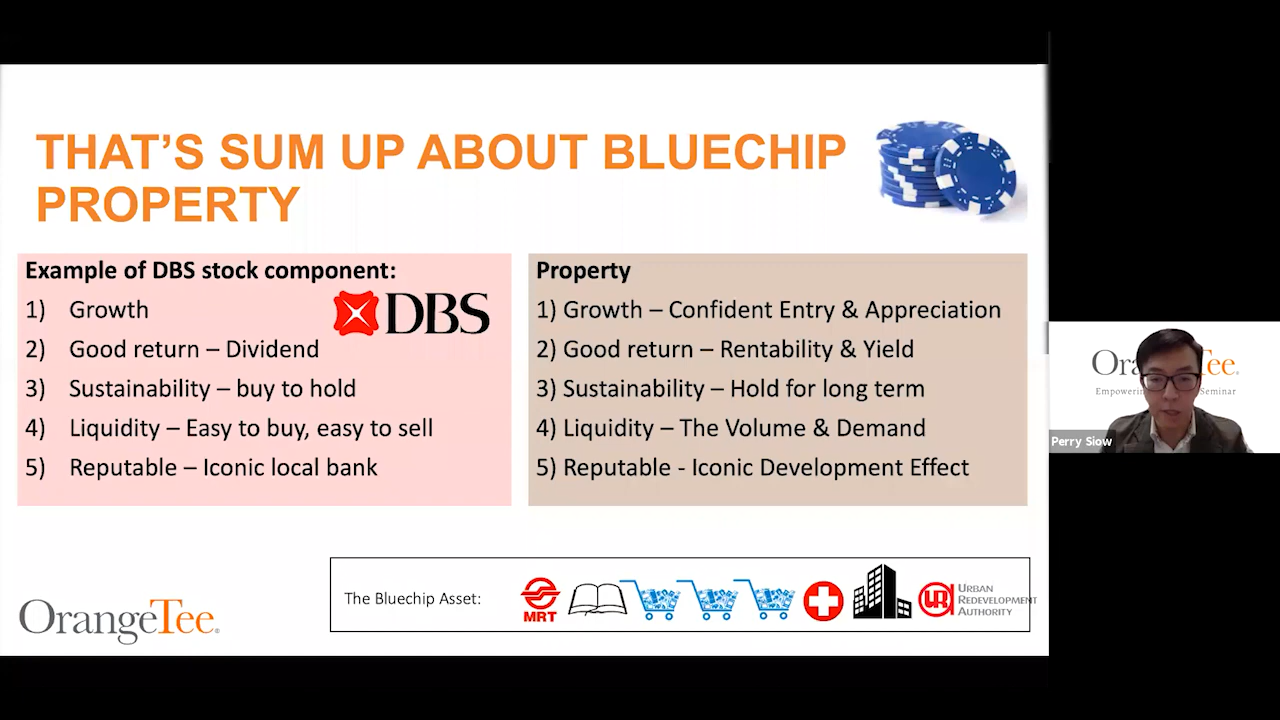 THAT'S SUM UP ABOUT BLUECHIP
PROPERTY
Example of DBS stock component:
1) Growth
DBS
2) Good return – Dividend
3) Sustainability – buy to hold
4) Liquidity – Easy to buy, easy to sell
5) Reputable – Iconic local bank
Property
1) Growth – Confident Entry & Appreciation
2) Good return – Rentability & Yield
3) Sustainability – Hold for long term
4) Liquidity – The Volume & Demand
5) Reputable - Iconic Development Effect
OrangeTee®
The Bluechip Asset:
MRT
URA
URBAN
REDEVELOPMENT
AUTHORITY
Seminar
Perry Siow